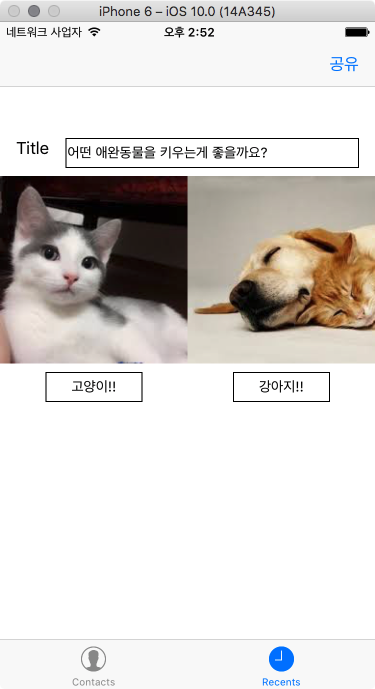 iPhone 6 – iOS 10.0 (14A345)
네트워크 사업자 오후 2:52
공유
Title 어떤 애완동물을 키우는게 좋을까요?
고양이!! 강아지!!
Contacts Recents